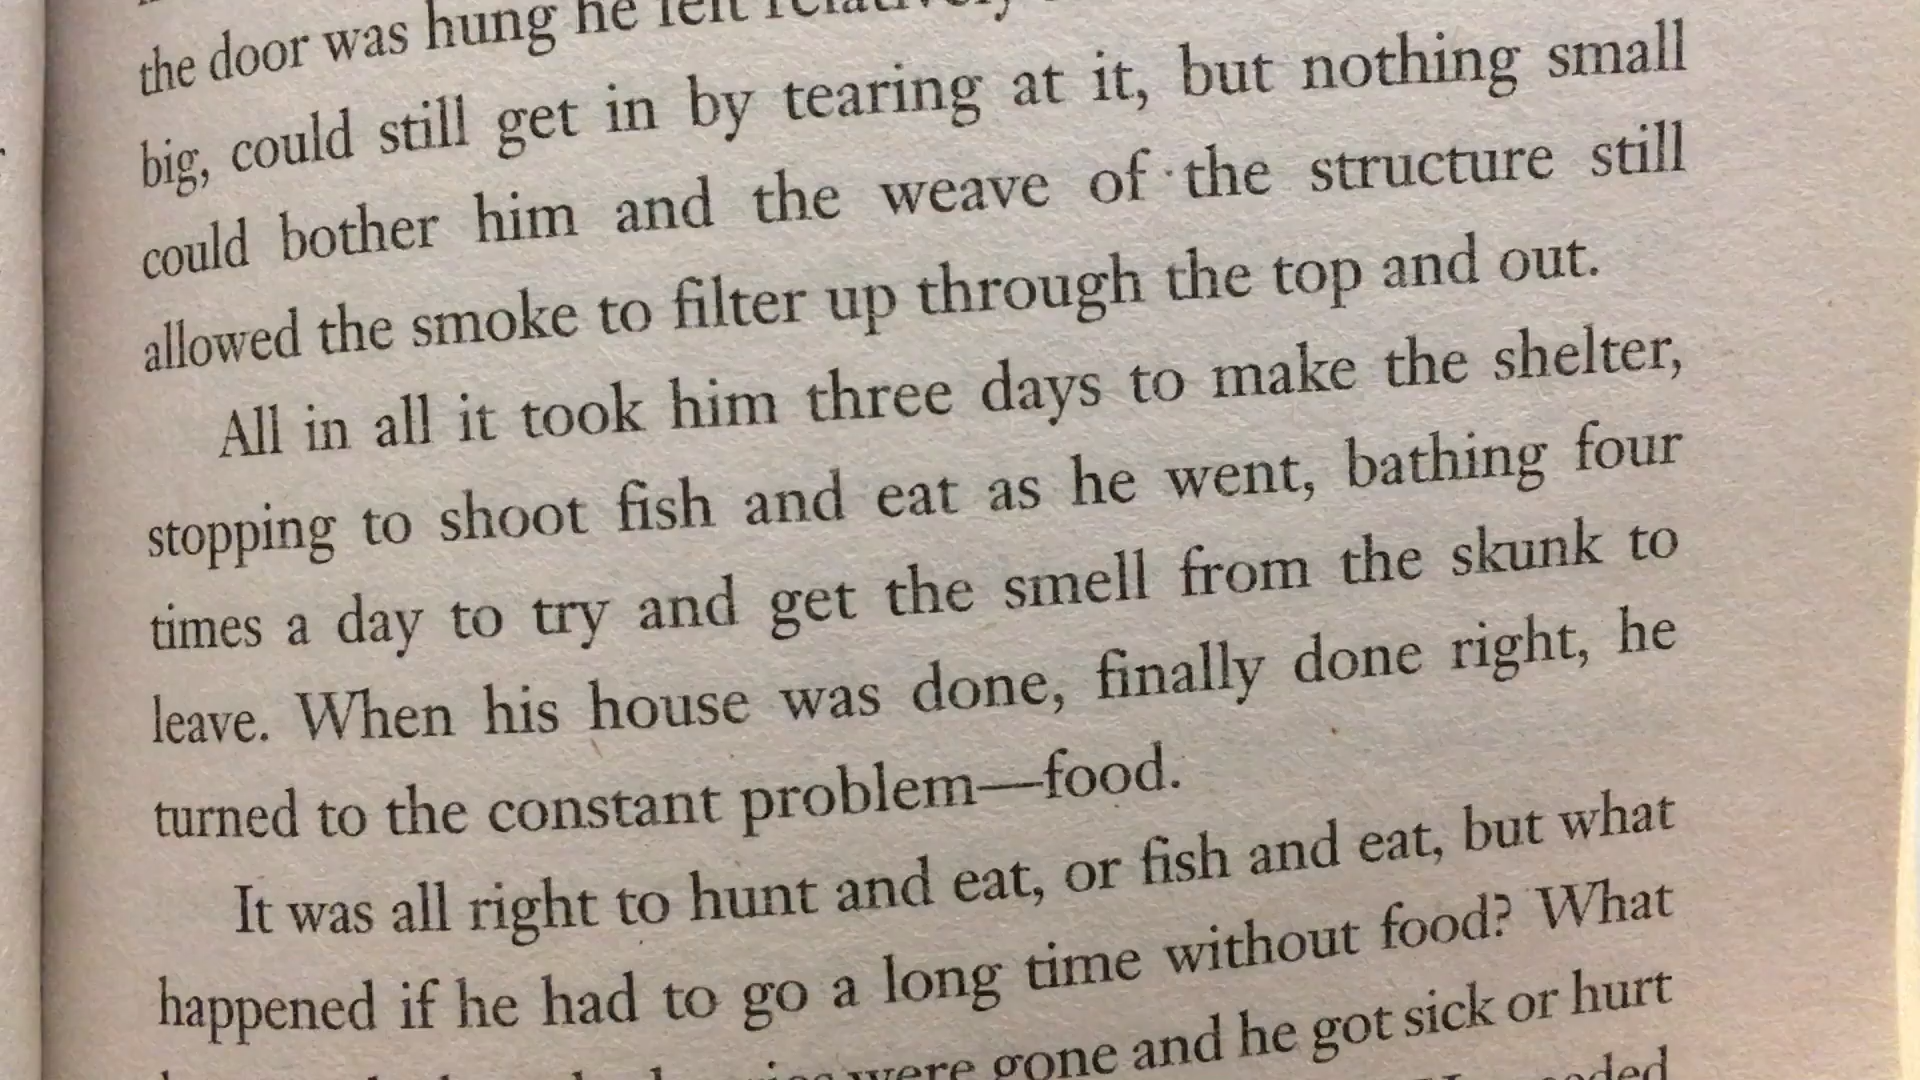 the door was hung he felt relatively
big, could still get in by tearing at it, but nothing small
could bother him and the weave of the structure still
allowed the smoke to filter up through the top and out.
All in all it took him three days to make the shelter,
stopping to shoot fish and eat as he went, bathing four
times a day to try and get the smell from the skunk to
leave. When his house was done, finally done right, he
turned to the constant problem—food.
It was all right to hunt and eat, or fish and eat, but what
happened if he had to go a long time without food? What
were gone and he got sick or hurt